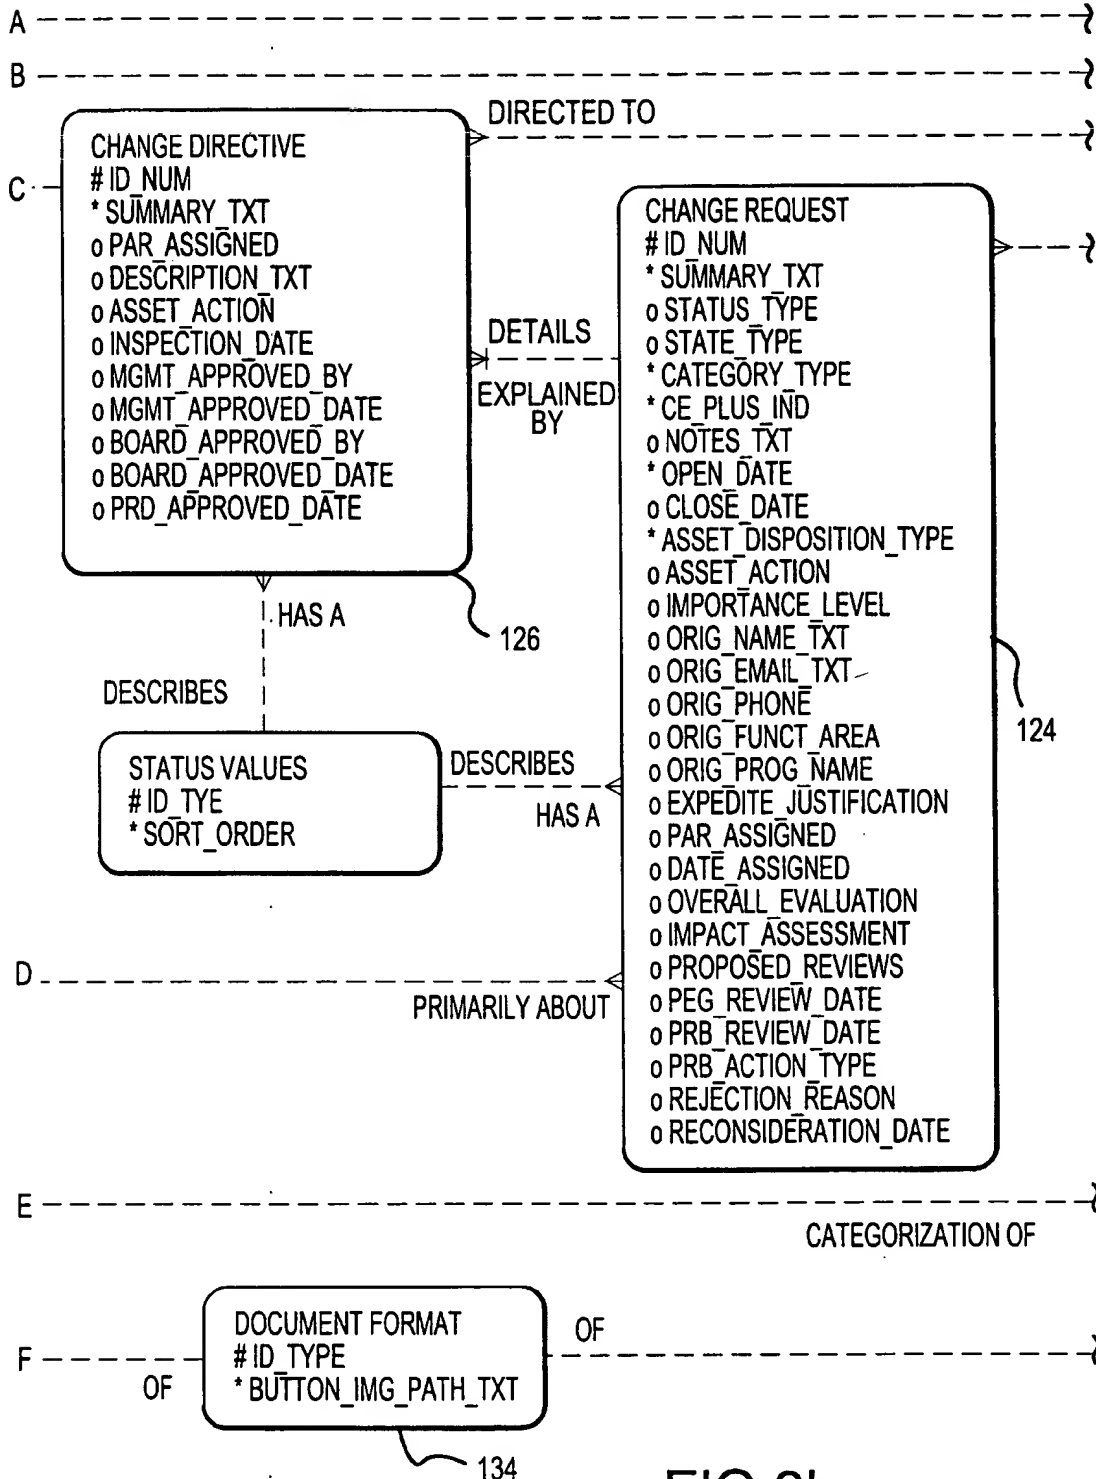 A
B
DIRECTED TO
C
CHANGE DIRECTIVE
# ID_NUM
* SUMMARY_TXT
o PAR_ASSIGNED
o DESCRIPTION_TXT
o ASSET_ACTION
o INSPECTION_DATE
o MGMT_APPROVED_BY
o MGMT_APPROVED_DATE
o BOARD_APPROVED_BY
o BOARD_APPROVED_DATE
o PRD_APPROVED_DATE
126
DETAILS
EXPLAINED
BY
CHANGE REQUEST
# ID_NUM
* SUMMARY_TXT
o STATUS_TYPE
o STATE_TYPE
* CATEGORY_TYPE
* CE_PLUS_IND
o NOTES_TXT
* OPEN_DATE
o CLOSE_DATE
* ASSET_DISPOSITION_TYPE
o ASSET_ACTION
o IMPORTANCE_LEVEL
o ORIG_NAME_TXT
o ORIG_EMAIL_TXT
o ORIG_PHONE
o ORIG_FUNCT_AREA
o ORIG_PROG_NAME
o EXPEDITE_JUSTIFICATION
o PAR_ASSIGNED
o DATE_ASSIGNED
o OVERALL_EVALUATION
o IMPACT_ASSESSMENT
o PROPOSED_REVIEWS
o PEG_REVIEW_DATE
o PRB_REVIEW_DATE
o PRB_ACTION_TYPE
o REJECTION_REASON
o RECONSIDERATION_DATE
124
HAS A
DESCRIBES
STATUS VALUES
# ID_TYE
* SORT_ORDER
DESCRIBES
HAS A
D
PRIMARILY ABOUT
E
CATEGORIZATION OF
F
OF
DOCUMENT FORMAT
# ID_TYPE
* BUTTON_IMG_PATH_TXT
OF
134